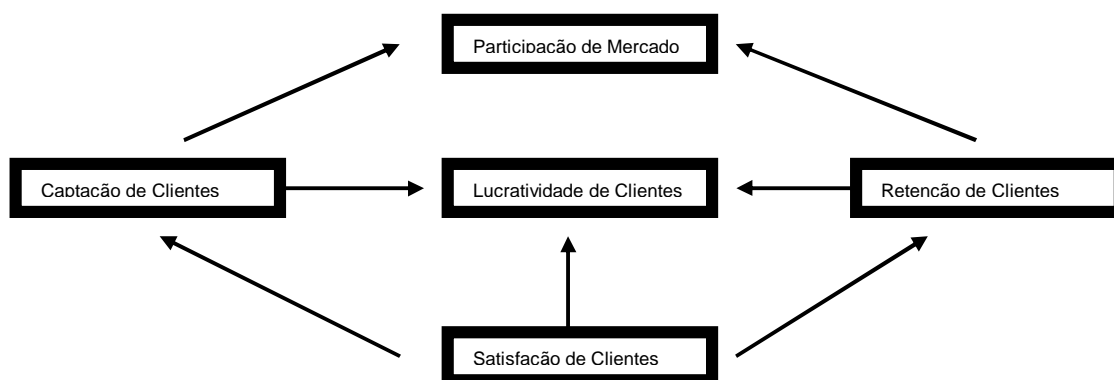 Participação de Mercado
Captação de Clientes
Lucratividade de Clientes
Retenção de Clientes
Satisfação de Clientes